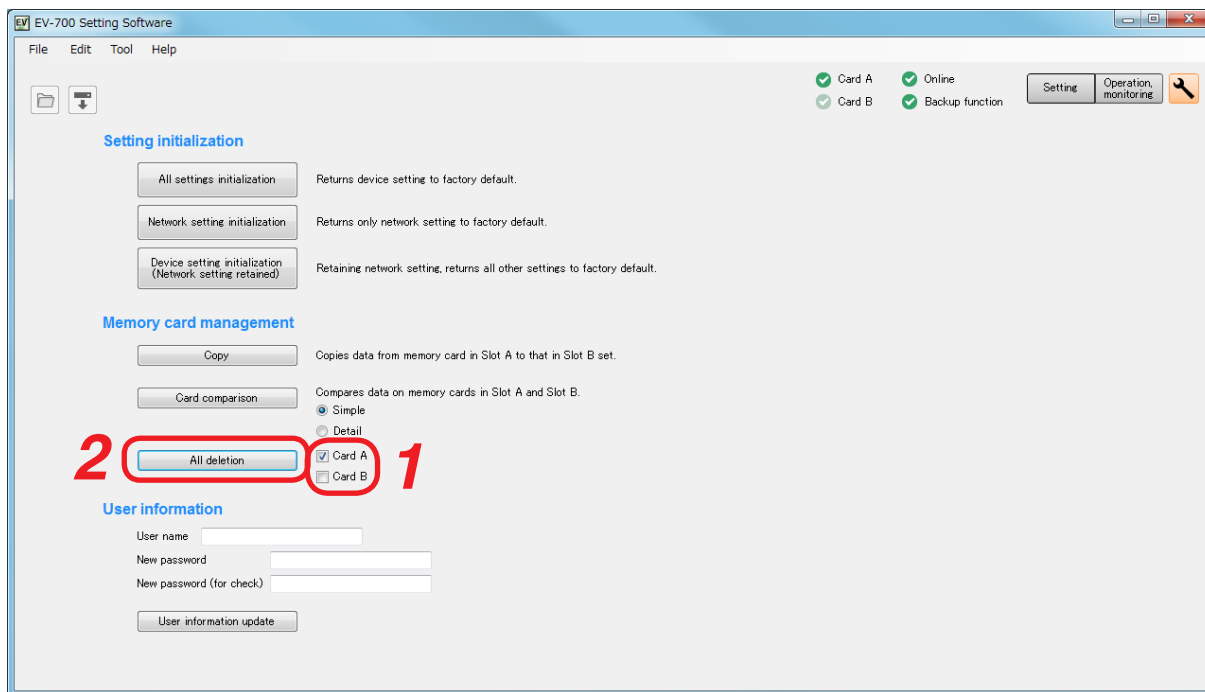 EV EV-700 Setting Software
File Edit Tool Help
Card A Online
Card B Backup function
Setting
Operation,
monitoring
Setting initialization
All settings initialization Returns device setting to factory default.
Network setting initialization Returns only network setting to factory default.
Device setting initialization
(Network setting retained)
Retaining network setting, returns all other settings to factory default.
Memory card management
Copy Copies data from memory card in Slot A to that in Slot B set.
Card comparison Compares data on memory cards in Slot A and Slot B.
Simple
Detail
2 All deletion Card A 1
Card B
User information
User name
New password
New password (for check)
User information update